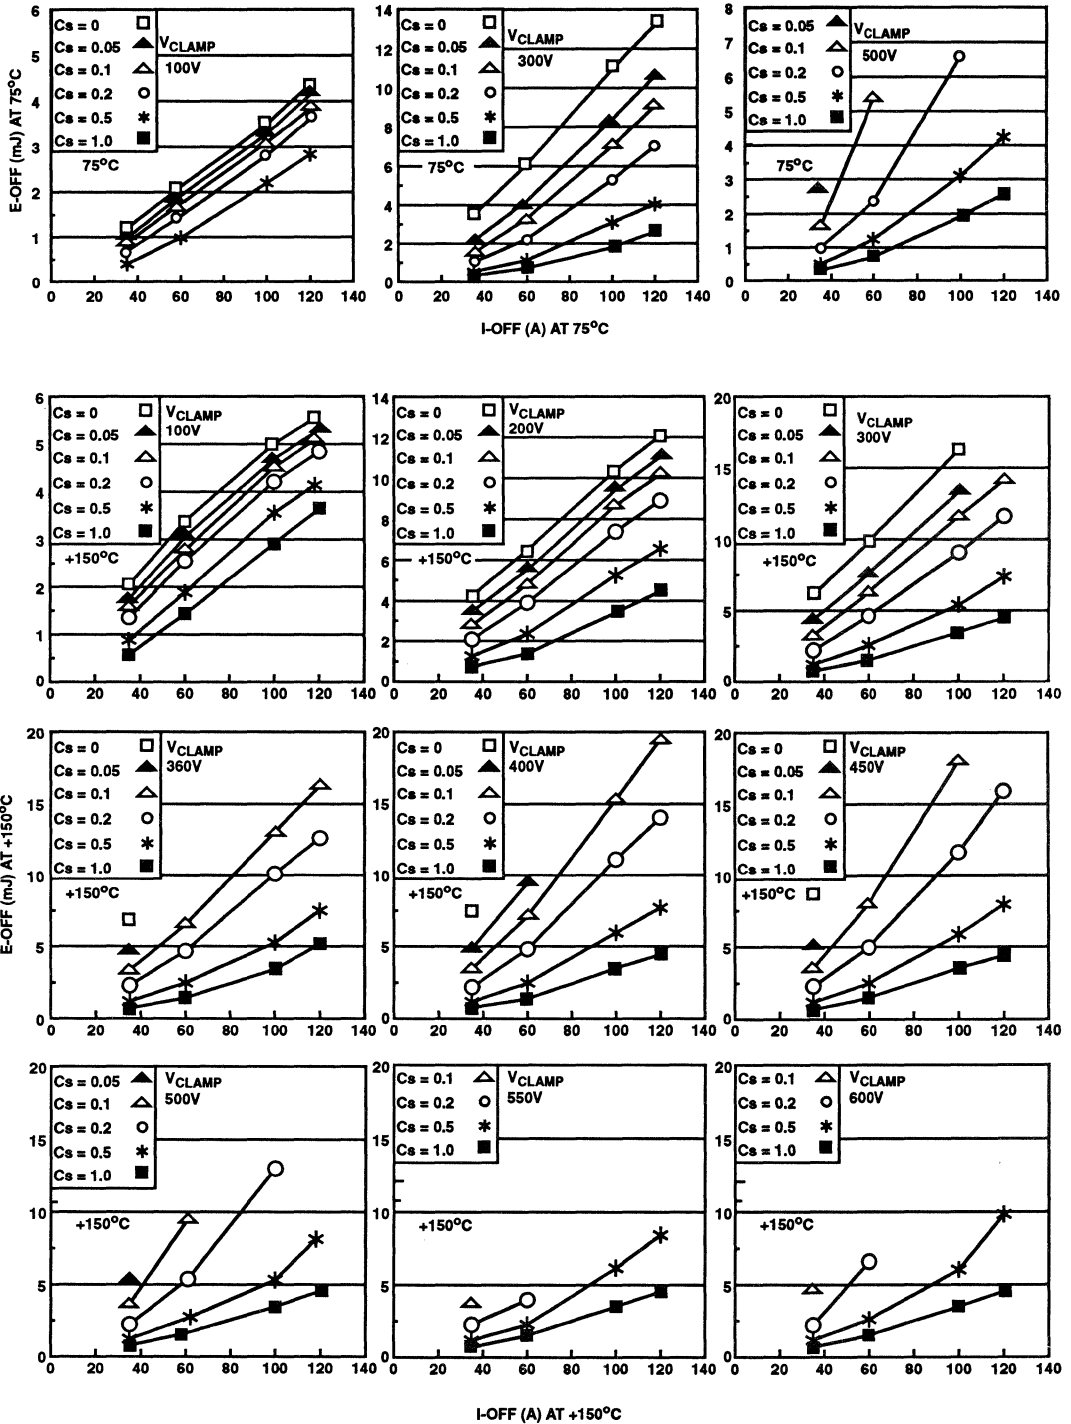 E-OFF (mJ) AT 75°C
6
5
4
3
2
1
0
Cs = 0
Cs = 0.05
Cs = 0.1
Cs = 0.2
Cs = 0.5
Cs = 1.0
VCLAMP
100V
75°C
0 20 40 60 80 100 120 140
14
12
10
8
6
4
2
0
Cs = 0
Cs = 0.05
Cs = 0.1
Cs = 0.2
Cs = 0.5
Cs = 1.0
VCLAMP
300V
75°C
0 20 40 60 80 100 120 140
8
7
6
5
4
3
2
1
0
Cs = 0.05
Cs = 0.1
Cs = 0.2
Cs = 0.5
Cs = 1.0
VCLAMP
500V
75°C
0 20 40 60 80 100 120 140
I-OFF (A) AT 75°C
E-OFF (mJ) AT +150°C
6
5
4
3
2
1
0
Cs = 0
Cs = 0.05
Cs = 0.1
Cs = 0.2
Cs = 0.5
Cs = 1.0
VCLAMP
100V
+150°C
0 20 40 60 80 100 120 140
14
12
10
8
6
4
2
0
Cs = 0
Cs = 0.05
Cs = 0.1
Cs = 0.2
Cs = 0.5
Cs = 1.0
VCLAMP
200V
+150°C
0 20 40 60 80 100 120 140
20
15
10
5
0
Cs = 0
Cs = 0.05
Cs = 0.1
Cs = 0.2
Cs = 0.5
Cs = 1.0
VCLAMP
300V
+150°C
0 20 40 60 80 100 120 140
20
15
10
5
0
Cs = 0
Cs = 0.05
Cs = 0.1
Cs = 0.2
Cs = 0.5
Cs = 1.0
VCLAMP
360V
+150°C
0 20 40 60 80 100 120 140
20
15
10
5
0
Cs = 0
Cs = 0.05
Cs = 0.1
Cs = 0.2
Cs = 0.5
Cs = 1.0
VCLAMP
400V
+150°C
0 20 40 60 80 100 120 140
20
15
10
5
0
Cs = 0
Cs = 0.05
Cs = 0.1
Cs = 0.2
Cs = 0.5
Cs = 1.0
VCLAMP
450V
+150°C
0 20 40 60 80 100 120 140
20
15
10
5
0
Cs = 0.05
Cs = 0.1
Cs = 0.2
Cs = 0.5
Cs = 1.0
VCLAMP
500V
+150°C
0 20 40 60 80 100 120 140
20
15
10
5
0
Cs = 0.1
Cs = 0.2
Cs = 0.5
Cs = 1.0
VCLAMP
550V
+150°C
0 20 40 60 80 100 120 140
20
15
10
5
0
Cs = 0.1
Cs = 0.2
Cs = 0.5
Cs = 1.0
VCLAMP
600V
+150°C
0 20 40 60 80 100 120 140
I-OFF (A) AT +150°C